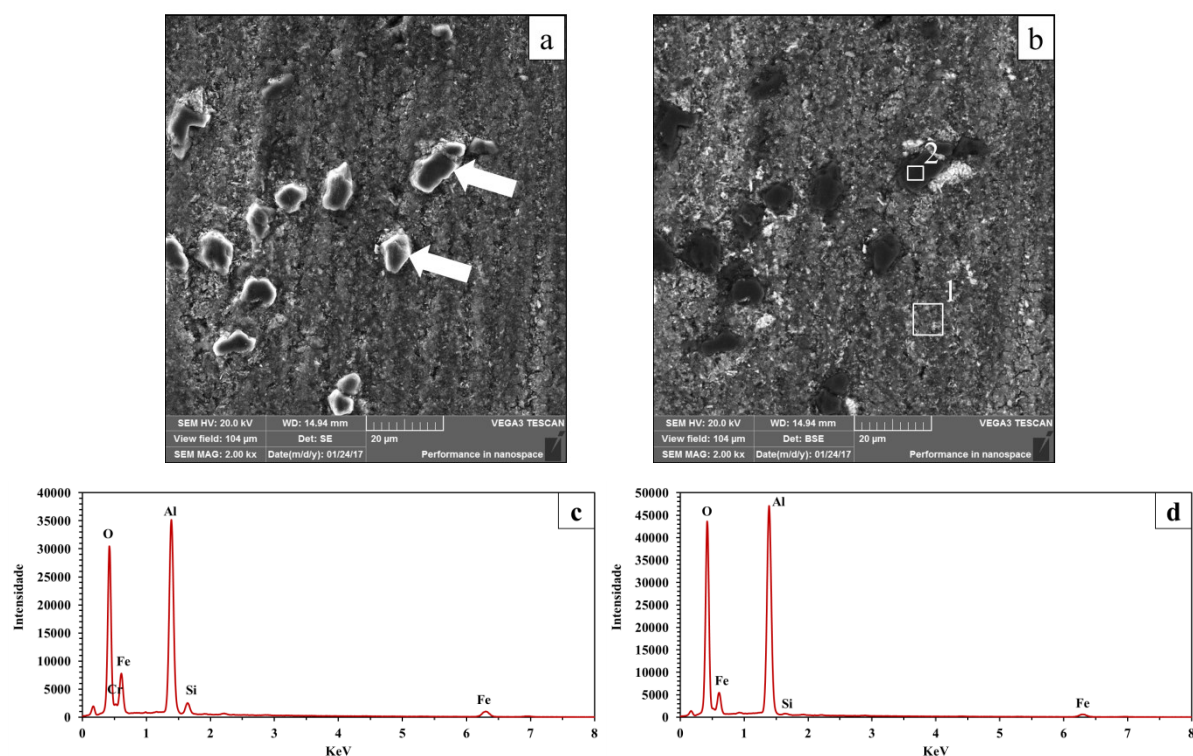 a
b
2
1
SEM HV: 20.0 kV WD: 14.94 mm VEGA3 TESCAN
View field: 104 µm Det: SE 20 µm
SEM MAG: 2.00 kx Date(m/d/y): 01/24/17 Performance in nanospace
SEM HV: 20.0 kV WD: 14.94 mm VEGA3 TESCAN
View field: 104 µm Det: BSE 20 µm
SEM MAG: 2.00 kx Date(m/d/y): 01/24/17 Performance in nanospace
c
40000
35000
30000
25000
20000
15000
10000
5000
0
Intensidade
O
Al
Fe
Cr
Si
Fe
0 1 2 3 4 5 6 7 8
KeV
d
50000
45000
40000
35000
30000
25000
20000
15000
10000
5000
0
Intensidade
O
Al
Fe
Si
Fe
0 1 2 3 4 5 6 7 8
KeV